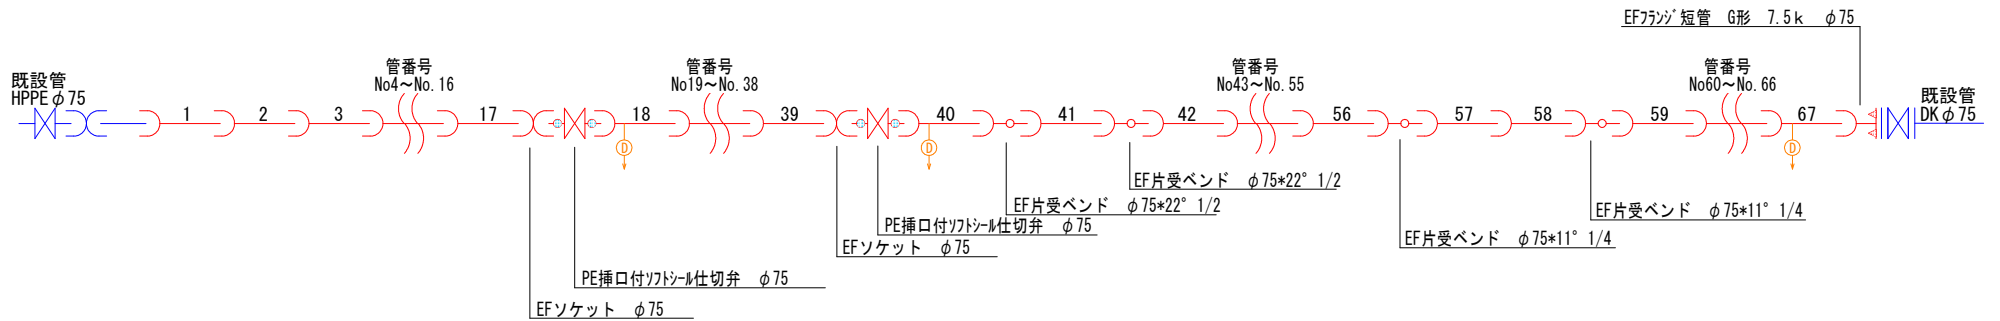 EFフランジ短管 G形 7.5k φ75
既設管
HPPEφ75
管番号
No4～No.16
管番号
No19～No.38
管番号
No43～No.55
管番号
No60～No.66
既設管
DKφ75
1 2 3 17 18 39 40 41 42 56 57 58 59 67
D D D
EF片受ベンド φ75*22° 1/2
EF片受ベンド φ75*22° 1/2
EF片受ベンド φ75*11° 1/4
PE挿口付ソフトシール仕切弁 φ75
EF片受ベンド φ75*11° 1/4
EFソケット φ75
PE挿口付ソフトシール仕切弁 φ75
EFソケット φ75